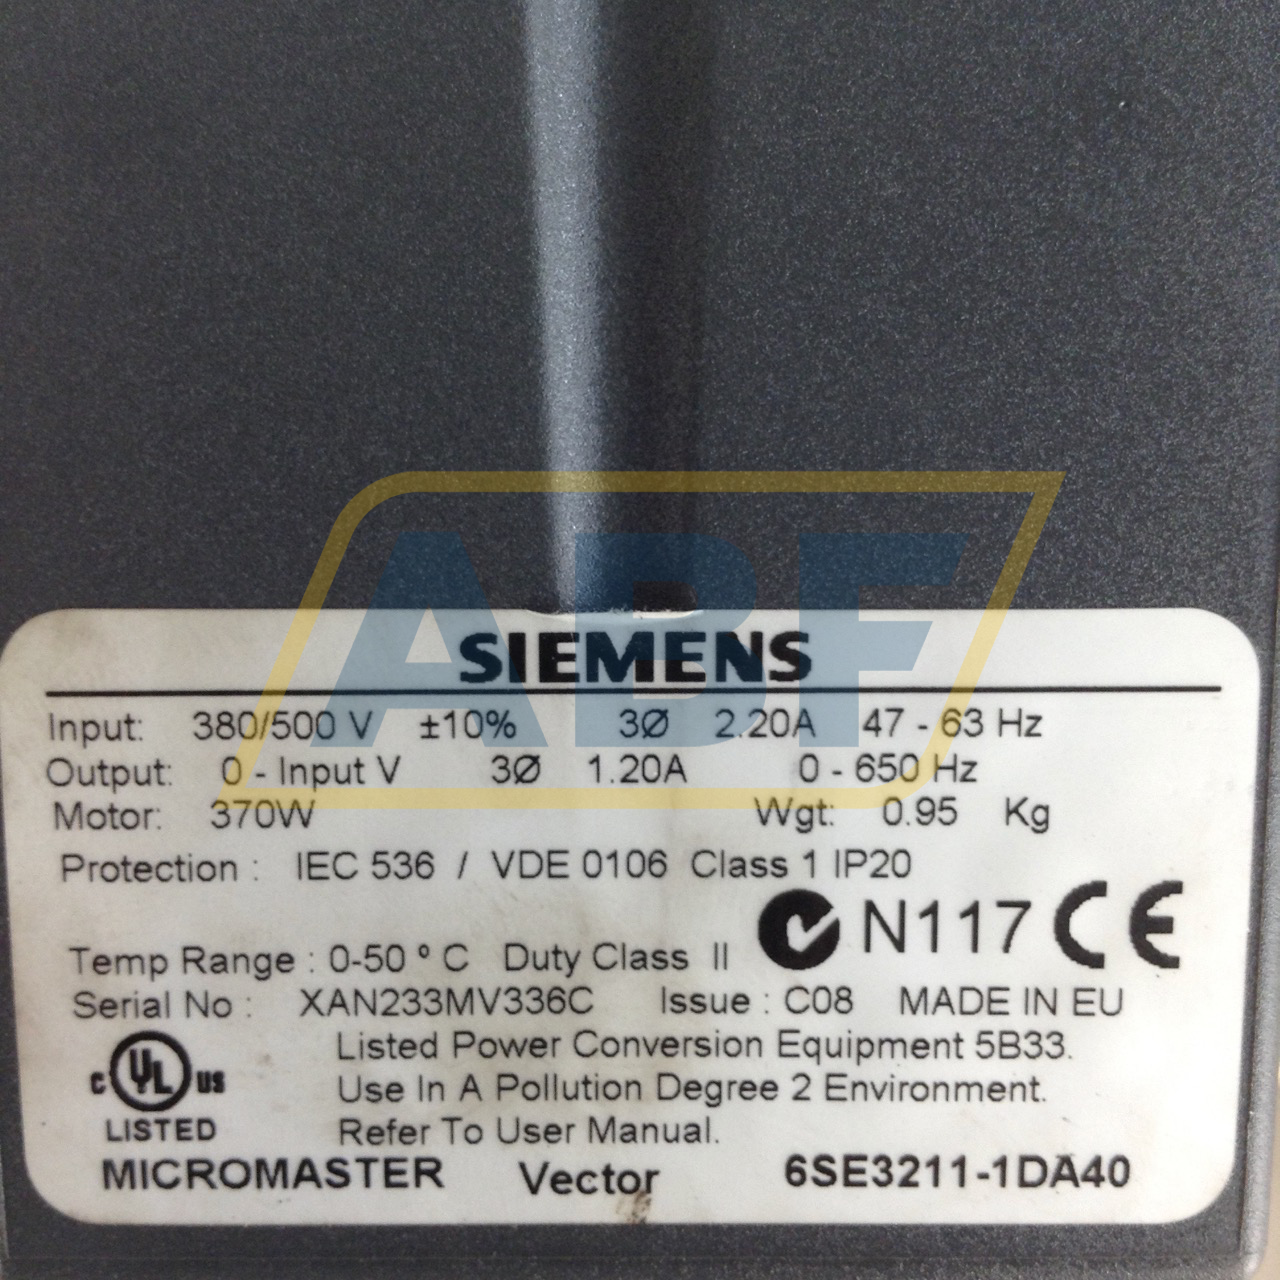 ABF
SIEMENS
Input: 380/500 V ±10% 3Ø 2.20A 47 - 63 Hz
Output: 0 - Input V 3Ø 1.20A 0 - 650 Hz
Motor: 370W Wgt: 0.95 Kg
Protection : IEC 536 / VDE 0106 Class 1 IP20
N117 CE
Temp Range : 0-50 º C Duty Class II
Serial No : XAN233MV336C Issue : C08 MADE IN EU
Listed Power Conversion Equipment 5B33.
C UL US
Use In A Pollution Degree 2 Environment.
LISTED Refer To User Manual.
MICROMASTER Vector 6SE3211-1DA40